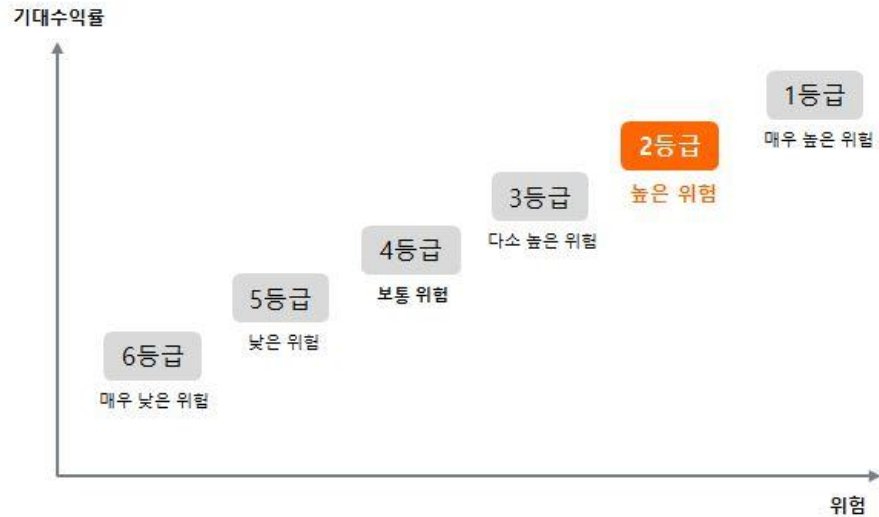 기대수익률
1등급
매우 높은 위험
2등급
높은 위험
3등급
다소 높은 위험
4등급
보통 위험
5등급
낮은 위험
6등급
매우 낮은 위험
위험